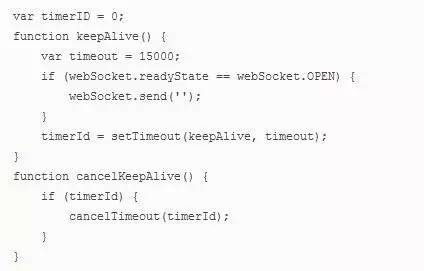 var timerID = 0;
function keepAlive() {
    var timeout = 15000;
    if (webSocket.readyState == webSocket.OPEN) {
        webSocket.send('');
    }
    timerId = setTimeout(keepAlive, timeout);
}
function cancelKeepAlive() {
    if (timerId) {
        cancelTimeout(timerId);
    }
}